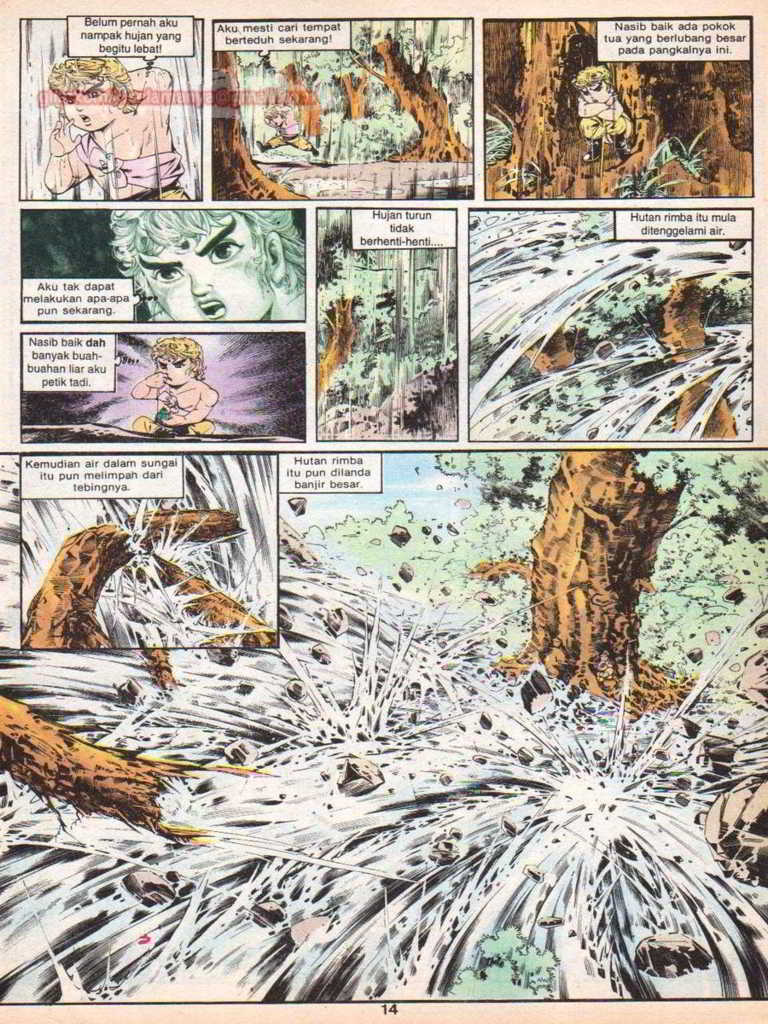 Belum pernah aku
nampak hujan yang
begitu lebat!
Aku mesti cari tempat
berteduh sekarang!
Nasib baik ada pokok
tua yang berlubang besar
pada pangkalnya ini.
Aku tak dapat
melakukan apa-apa
pun sekarang.
Nasib baik dah
banyak buah-
buahan liar aku
petik tadi.
Hujan turun
tidak
berhenti-henti....
Hutan rimba itu mula
ditenggelami air.
Kemudian air dalam sungai
itu pun melimpah dari
tebingnya.
Hutan rimba
itu pun dilanda
banjir besar.
14